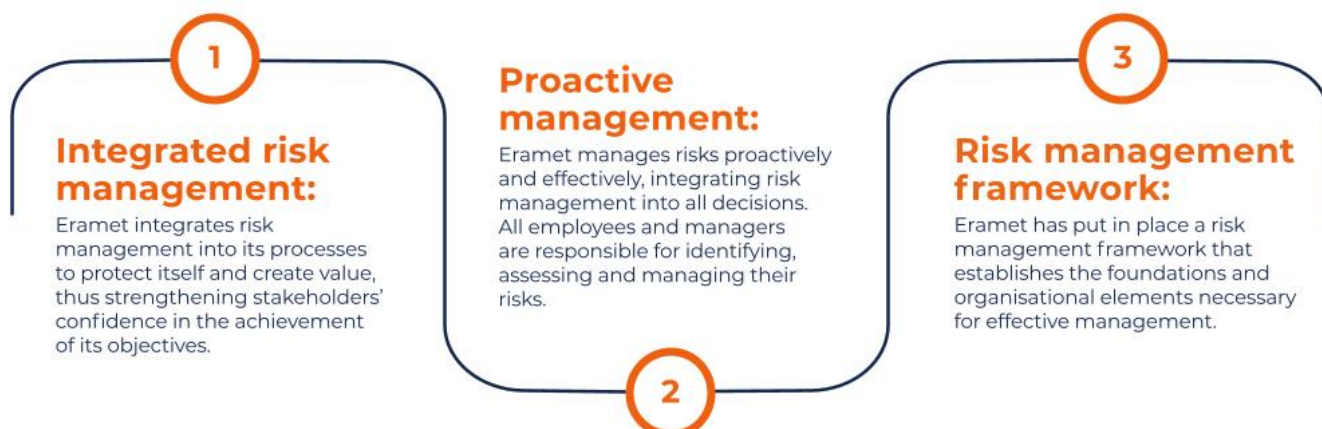 1
Integrated risk
management:
Eramet integrates risk
management into its processes
to protect itself and create value,
thus strengthening stakeholders’
confidence in the achievement
of its objectives.
Proactive
management:
Eramet manages risks proactively
and effectively, integrating risk
management into all decisions.
All employees and managers
are responsible for identifying,
assessing and managing their
risks.
2
3
Risk management
framework:
Eramet has put in place a risk
management framework that
establishes the foundations and
organisational elements necessary
for effective management.